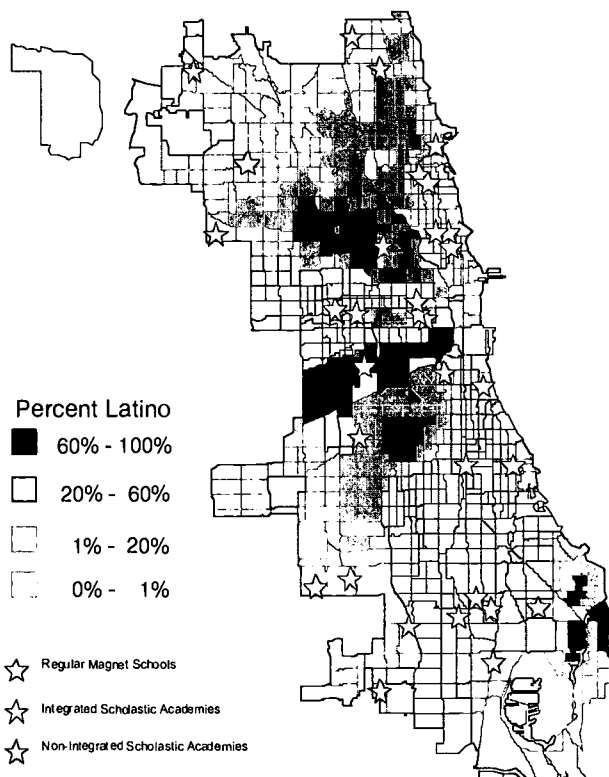 Percent Latino
60% - 100%
20% - 60%
1% - 20%
0% - 1%
Regular Magnet Schools
Integrated Scholastic Academies
Non-Integrated Scholastic Academies